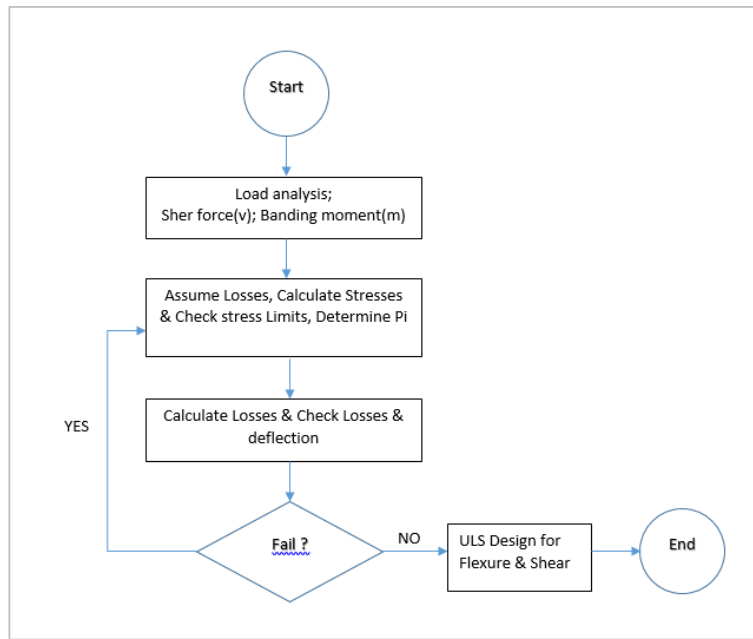 Start
Load analysis;
Sher force(v); Banding moment(m)
Assume Losses, Calculate Stresses
& Check stress Limits, Determine Pi
Calculate Losses & Check Losses &
deflection
YES
Fail ?
NO
ULS Design for
Flexure & Shear
End